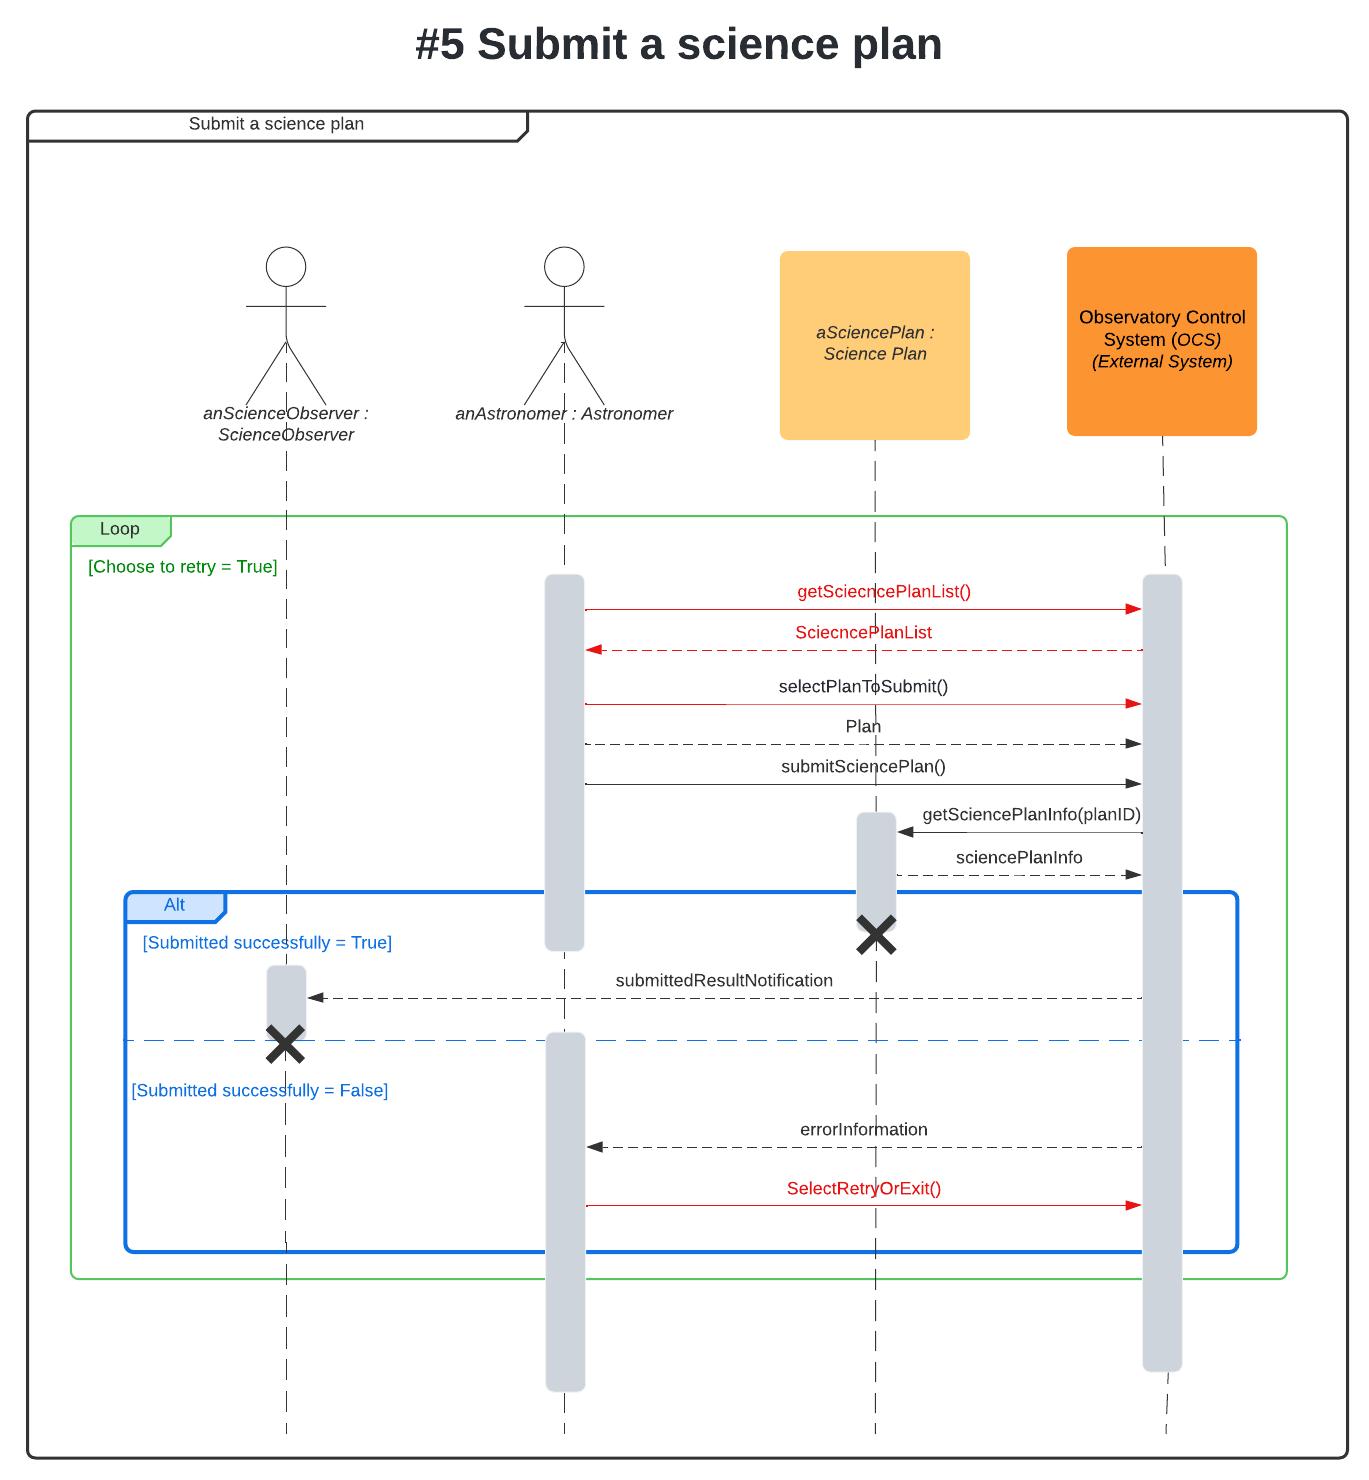 #5 Submit a science plan
Submit a science plan
anScienceObserver :
ScienceObserver
anAstronomer : Astronomer
aSciencePlan :
Science Plan
Observatory Control
System (OCS)
(External System)
Loop
[Choose to retry = True]
getSciecncePlanList()
SciecncePlanList
selectPlanToSubmit()
Plan
submitSciencePlan()
getSciencePlanInfo(planID)
sciencePlanInfo
Alt
[Submitted successfully = True]
submittedResultNotification
[Submitted successfully = False]
errorInformation
SelectRetryOrExit()